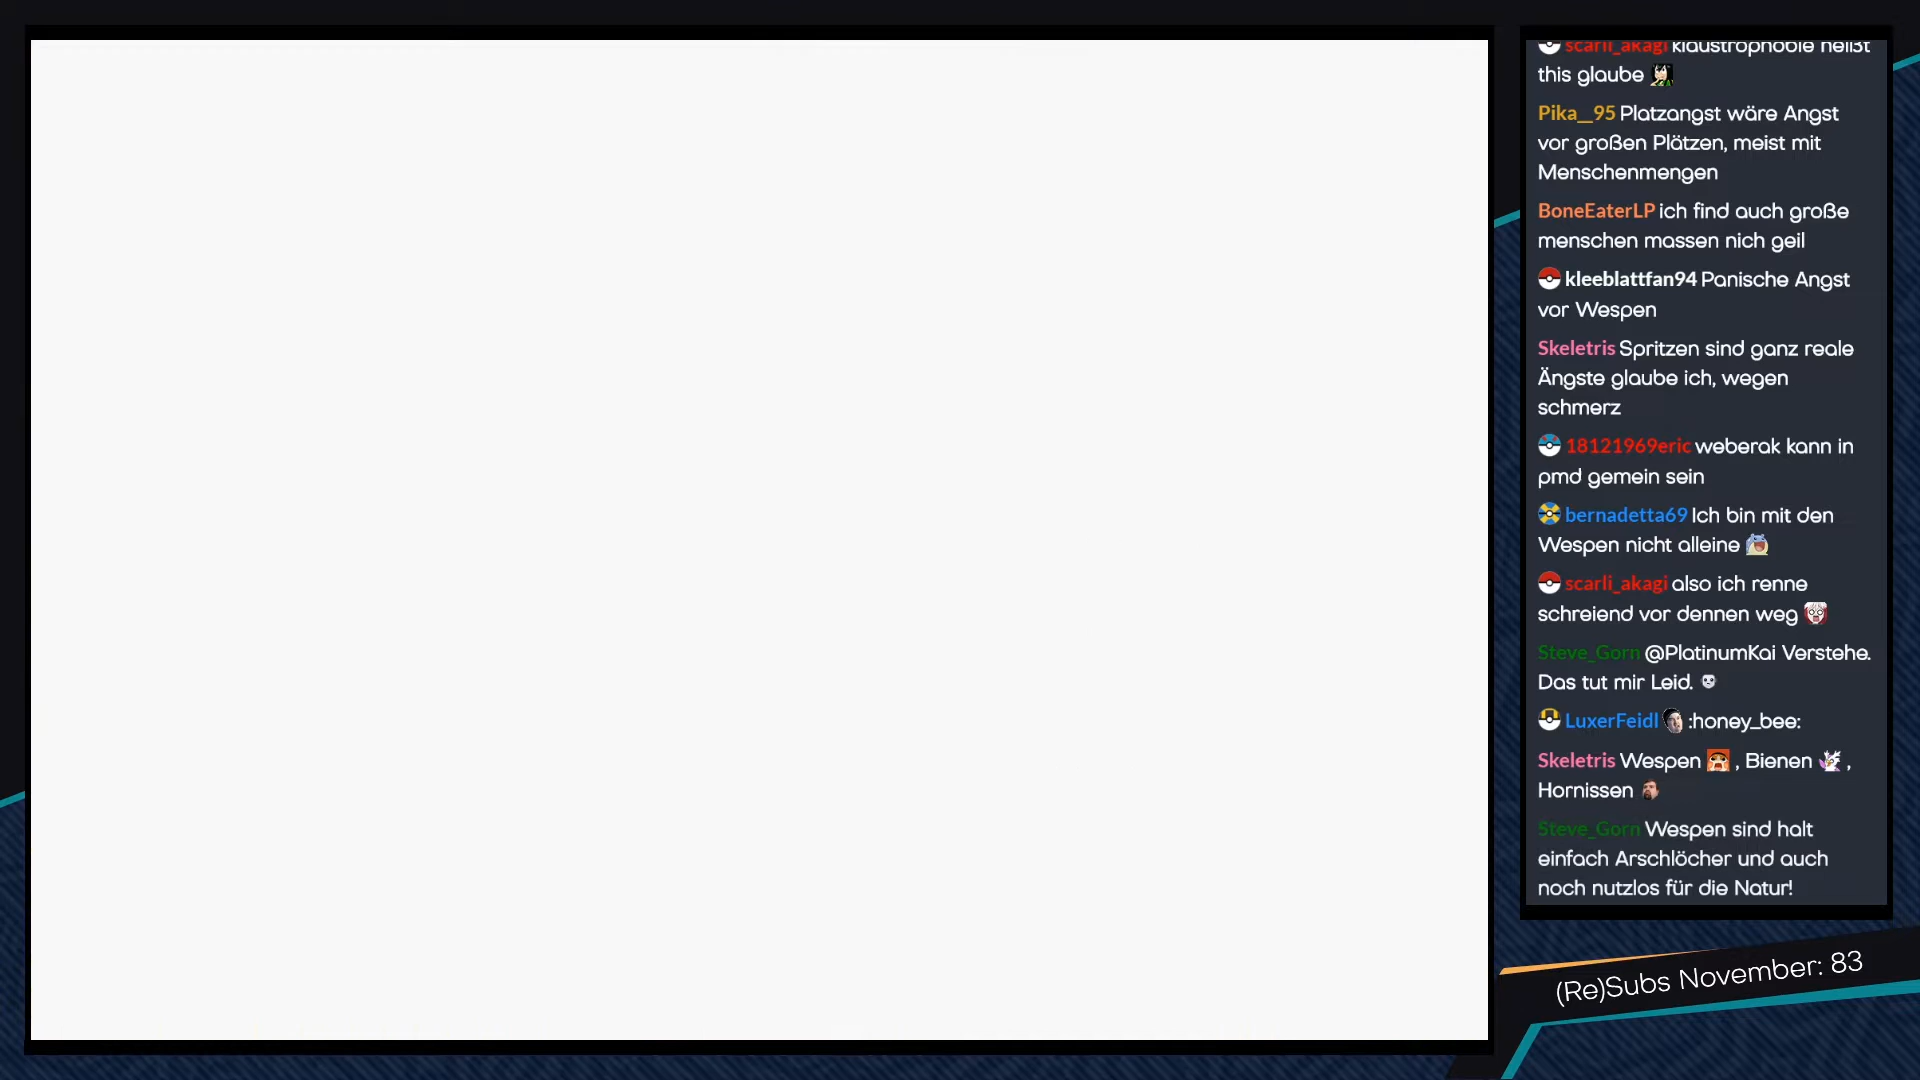 scarli_akagi klaustrophobie heißt
this glaube
Pika__95 Platzangst wäre Angst
vor großen Plätzen, meist mit
Menschenmengen
BoneEaterLP ich find auch große
menschen massen nich geil
kleeblattfan94 Panische Angst
vor Wespen
Skeletris Spritzen sind ganz reale
Ängste glaube ich, wegen
schmerz
18121969eric weberak kann in
pmd gemein sein
bernadetta69 Ich bin mit den
Wespen nicht alleine
scarli_akagi also ich renne
schreiend vor dennen weg
Steve_Gorn @PlatinumKai Verstehe.
Das tut mir Leid.
LuxerFeidl :honey_bee:
Skeletris Wespen , Bienen ,
Hornissen
Steve_Gorn Wespen sind halt
einfach Arschlöcher und auch
noch nutzlos für die Natur!
(Re)Subs November: 83